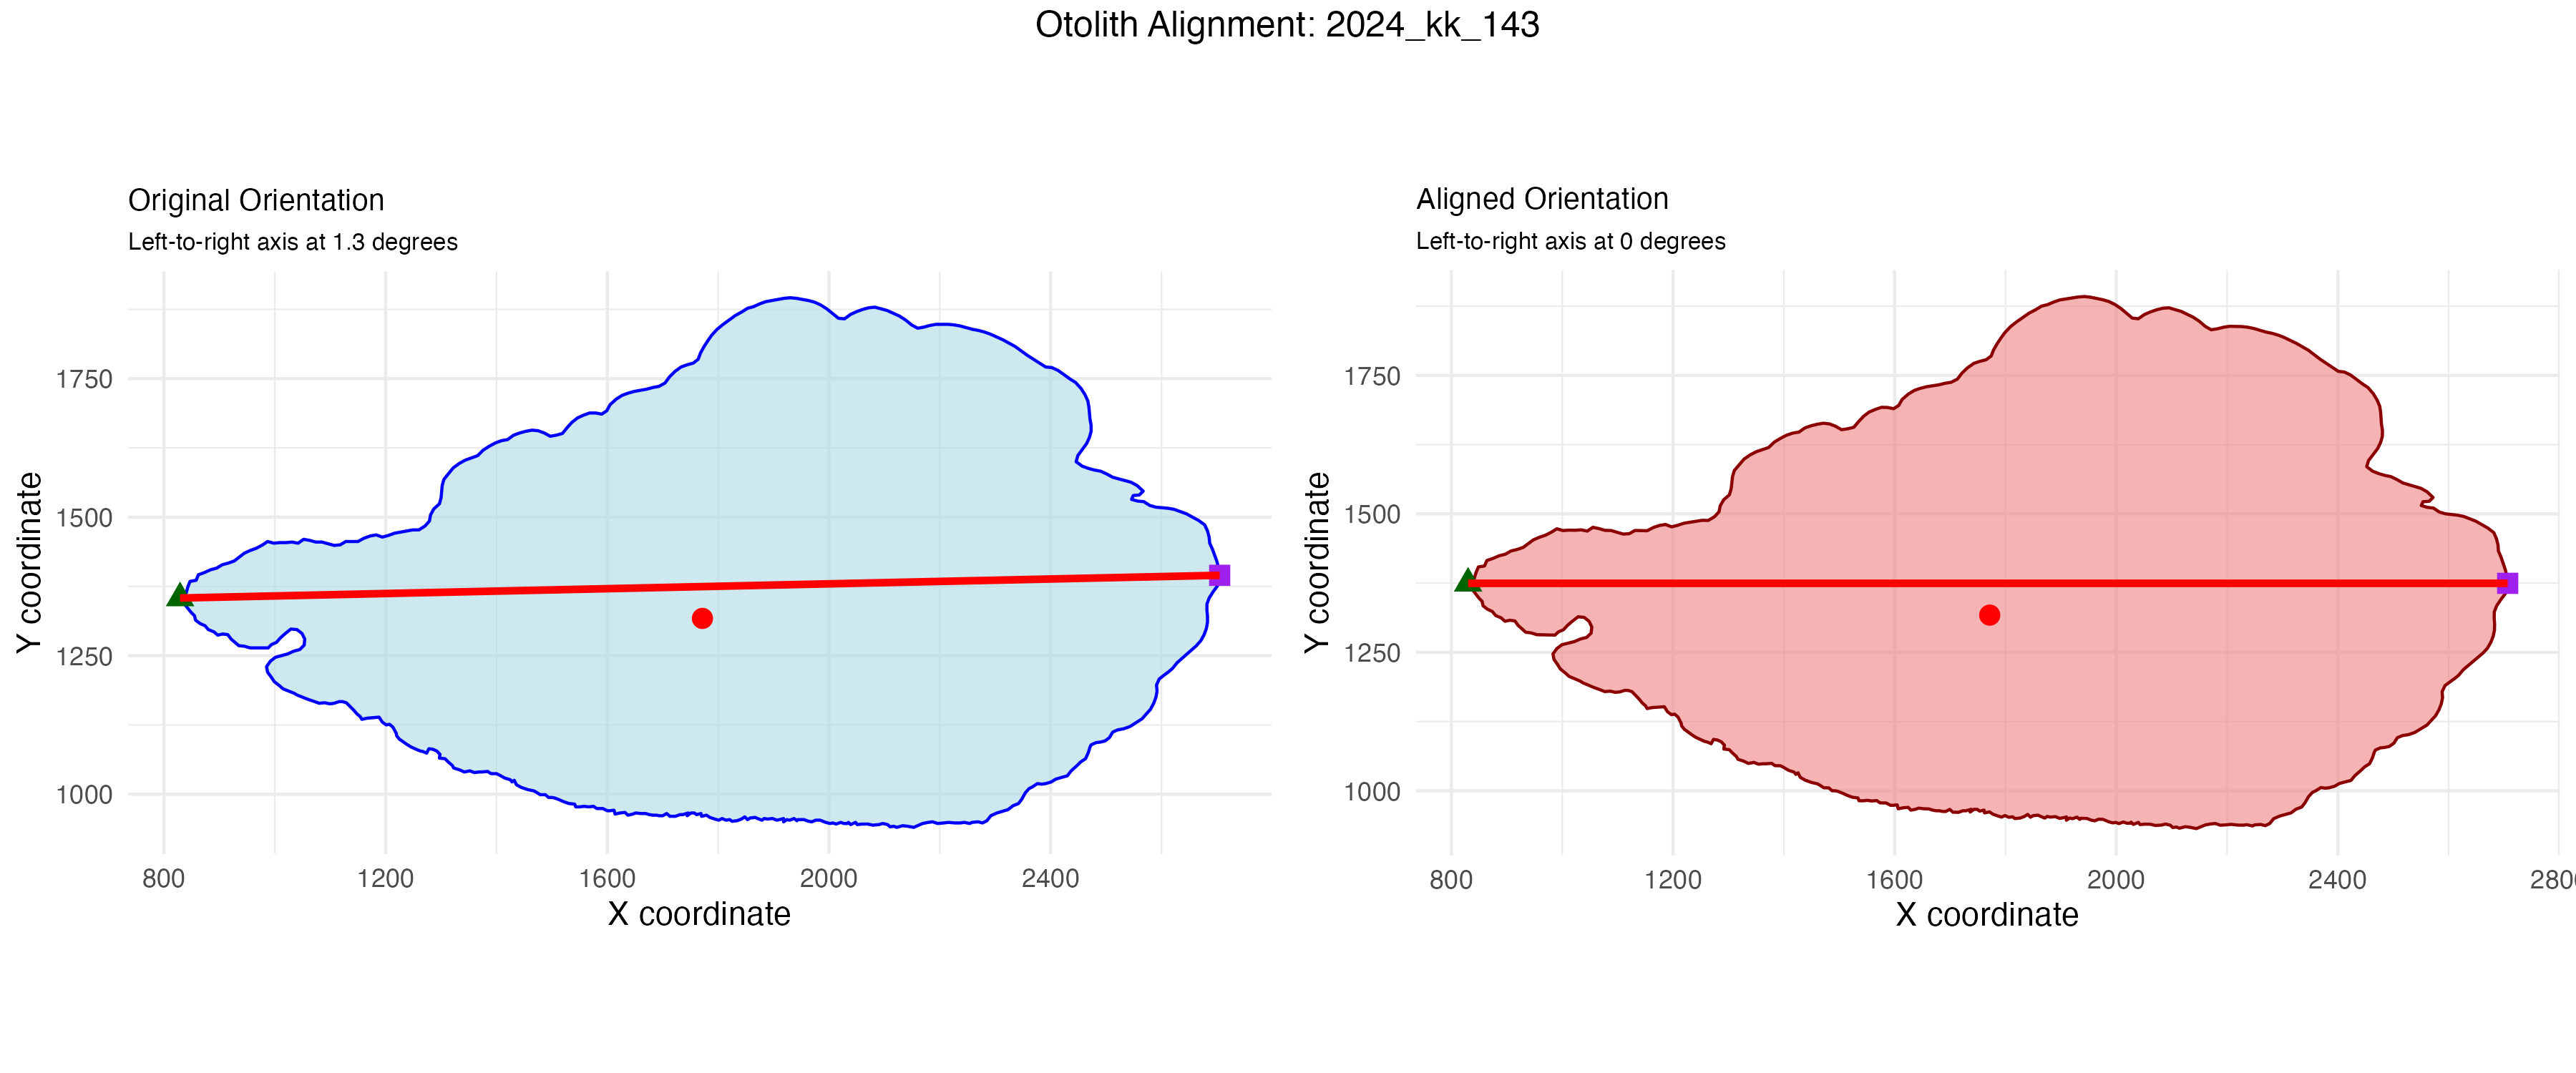 Otolith Alignment: 2024_kk_143
Original Orientation
Left-to-right axis at 1.3 degrees
Y coordinate
1750
1500
1250
1000
800 1200 1600 2000 2400
X coordinate
Aligned Orientation
Left-to-right axis at 0 degrees
Y coordinate
1750
1500
1250
1000
800 1200 1600 2000 2400
X coordinate